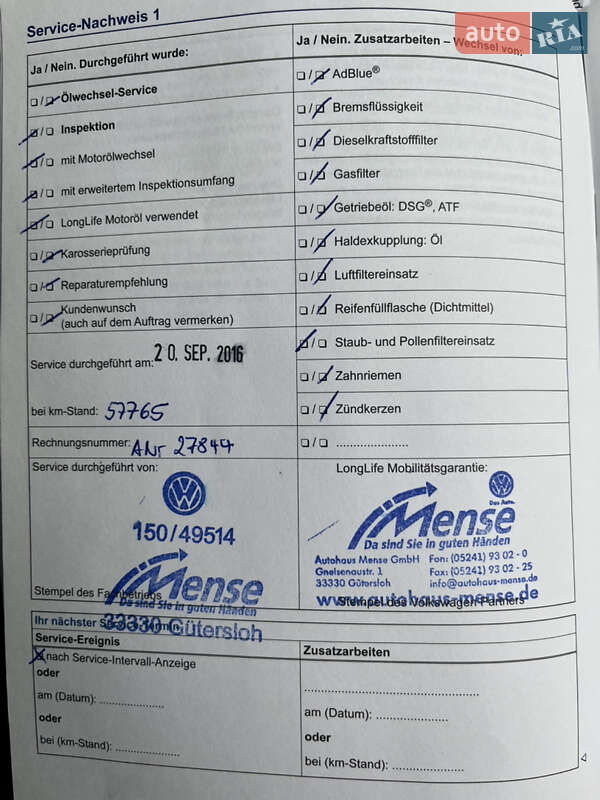 Service-Nachweis 1
auto RIA .com
Ja / Nein. Durchgeführt wurde:
Ölwechsel-Service
Inspektion
mit Motorölwechsel
mit erweitertem Inspektionsumfang
LongLife Motoröl verwendet
Karosserieprüfung
Reparaturempfehlung
Kundenwunsch
(auch auf dem Auftrag vermerken)
Service durchgeführt am: 20. SEP. 2016
bei km-Stand: 57765
Rechnungsnummer: ANr 27844
Service durchgeführt von:
150/49514
Mense
Da sind Sie in guten Händen
33330 Gütersloh
Stempel des Fachbetriebs
Ja / Nein. Zusatzarbeiten – Wechsel von:
AdBlue®
Bremsflüssigkeit
Dieselkraftstofffilter
Gasfilter
Getriebeöl: DSG®, ATF
Haldexkupplung: Öl
Luftfiltereinsatz
Reifenfüllflasche (Dichtmittel)
Staub- und Pollenfiltereinsatz
Zahnriemen
Zündkerzen
.....................
LongLife Mobilitätsgarantie:
Das Auto.
Mense
Da sind Sie in guten Händen
Autohaus Mense GmbH Fon: (05241) 93 02 - 0
Gneisenaustr. 1 Fax: (05241) 93 02 - 25
33330 Gütersloh info@autohaus-mense.de
www.autohaus-mense.de
Stempel des Volkswagen Partners
Ihr nächster Service-Termin
Service-Ereignis
nach Service-Intervall-Anzeige
oder
am (Datum): ....................
oder
bei (km-Stand): ....................
Zusatzarbeiten
....................
am (Datum): ....................
oder
bei (km-Stand): ....................